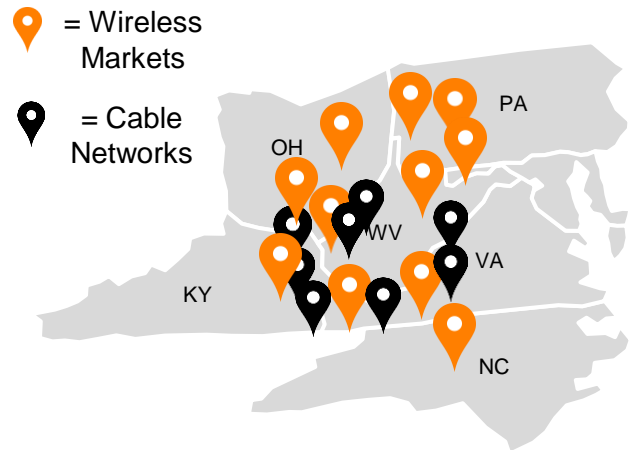 = Wireless
Markets
= Cable
Networks
PA
OH
WV
VA
KY
NC